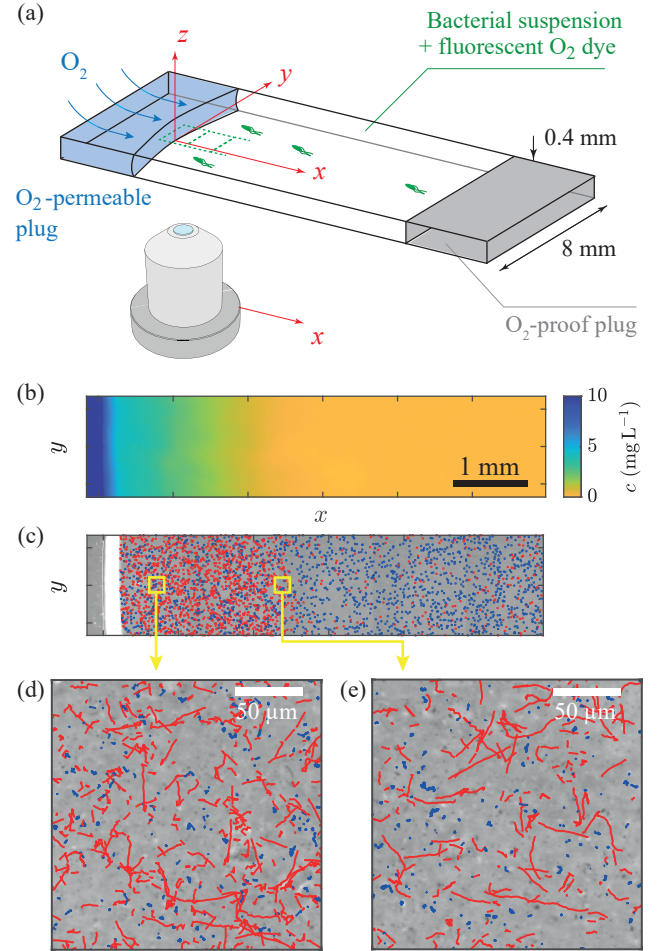 (a)
Bacterial suspension
+ fluorescent O₂ dye
z
O₂
y
0.4 mm
x
O₂-permeable
plug
8 mm
x
O₂-proof plug
(b)
y
1 mm
10
5
0
c (mg L⁻¹)
x
(c)
y
(d)
50 µm
(e)
50 µm